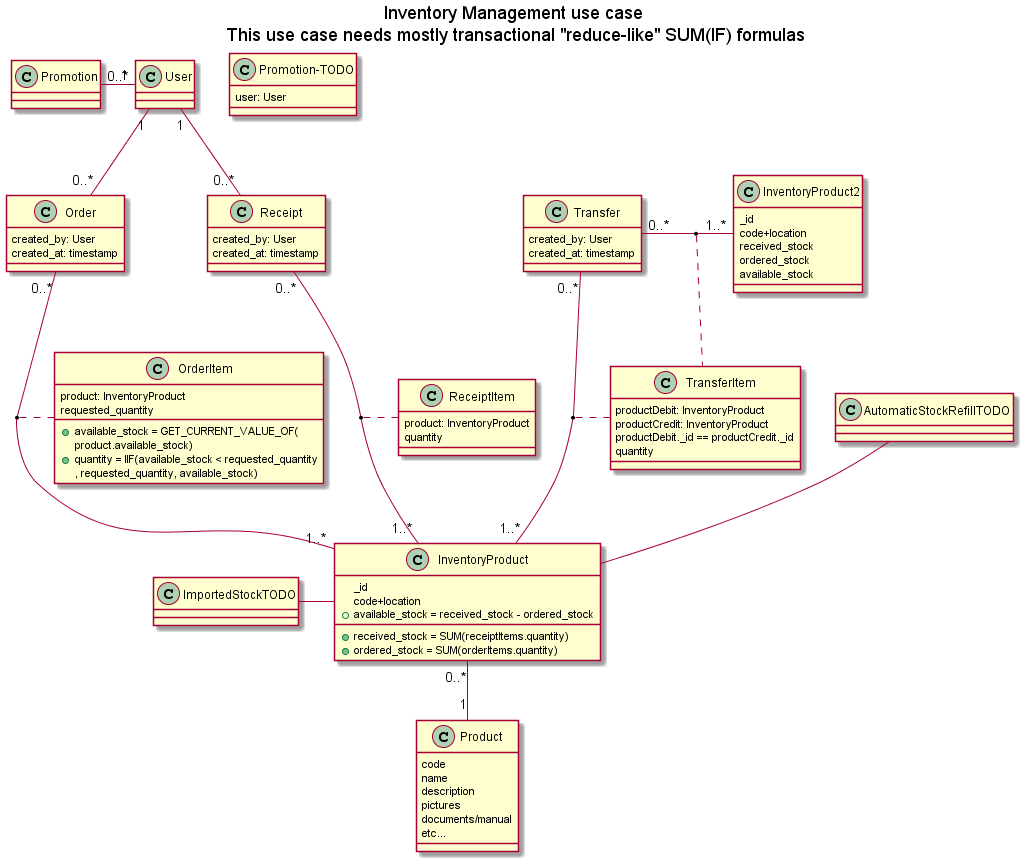 Inventory Management use case
This use case needs mostly transactional "reduce-like" SUM(IF) formulas
C Promotion
0..* 1
C User
C Promotion-TODO
user: User
1
1
0..*
0..*
C Order
created_by: User
created_at: timestamp
C Receipt
created_by: User
created_at: timestamp
C Transfer
created_by: User
created_at: timestamp
0..*
1..*
C InventoryProduct2
_id
code+location
received_stock
ordered_stock
available_stock
0..*
0..*
0..*
C OrderItem
product: InventoryProduct
requested_quantity
available_stock = GET_CURRENT_VALUE_OF(
product.available_stock)
quantity = IIF(available_stock < requested_quantity
, requested_quantity, available_stock)
C ReceiptItem
product: InventoryProduct
quantity
C TransferItem
productDebit: InventoryProduct
productCredit: InventoryProduct
productDebit._id == productCredit._id
quantity
C AutomaticStockRefillTODO
1..*
1..*
1..*
C ImportedStockTODO
C InventoryProduct
_id
code+location
available_stock = received_stock - ordered_stock
received_stock = SUM(receiptItems.quantity)
ordered_stock = SUM(orderItems.quantity)
0..*
1
C Product
code
name
description
pictures
documents/manual
etc...